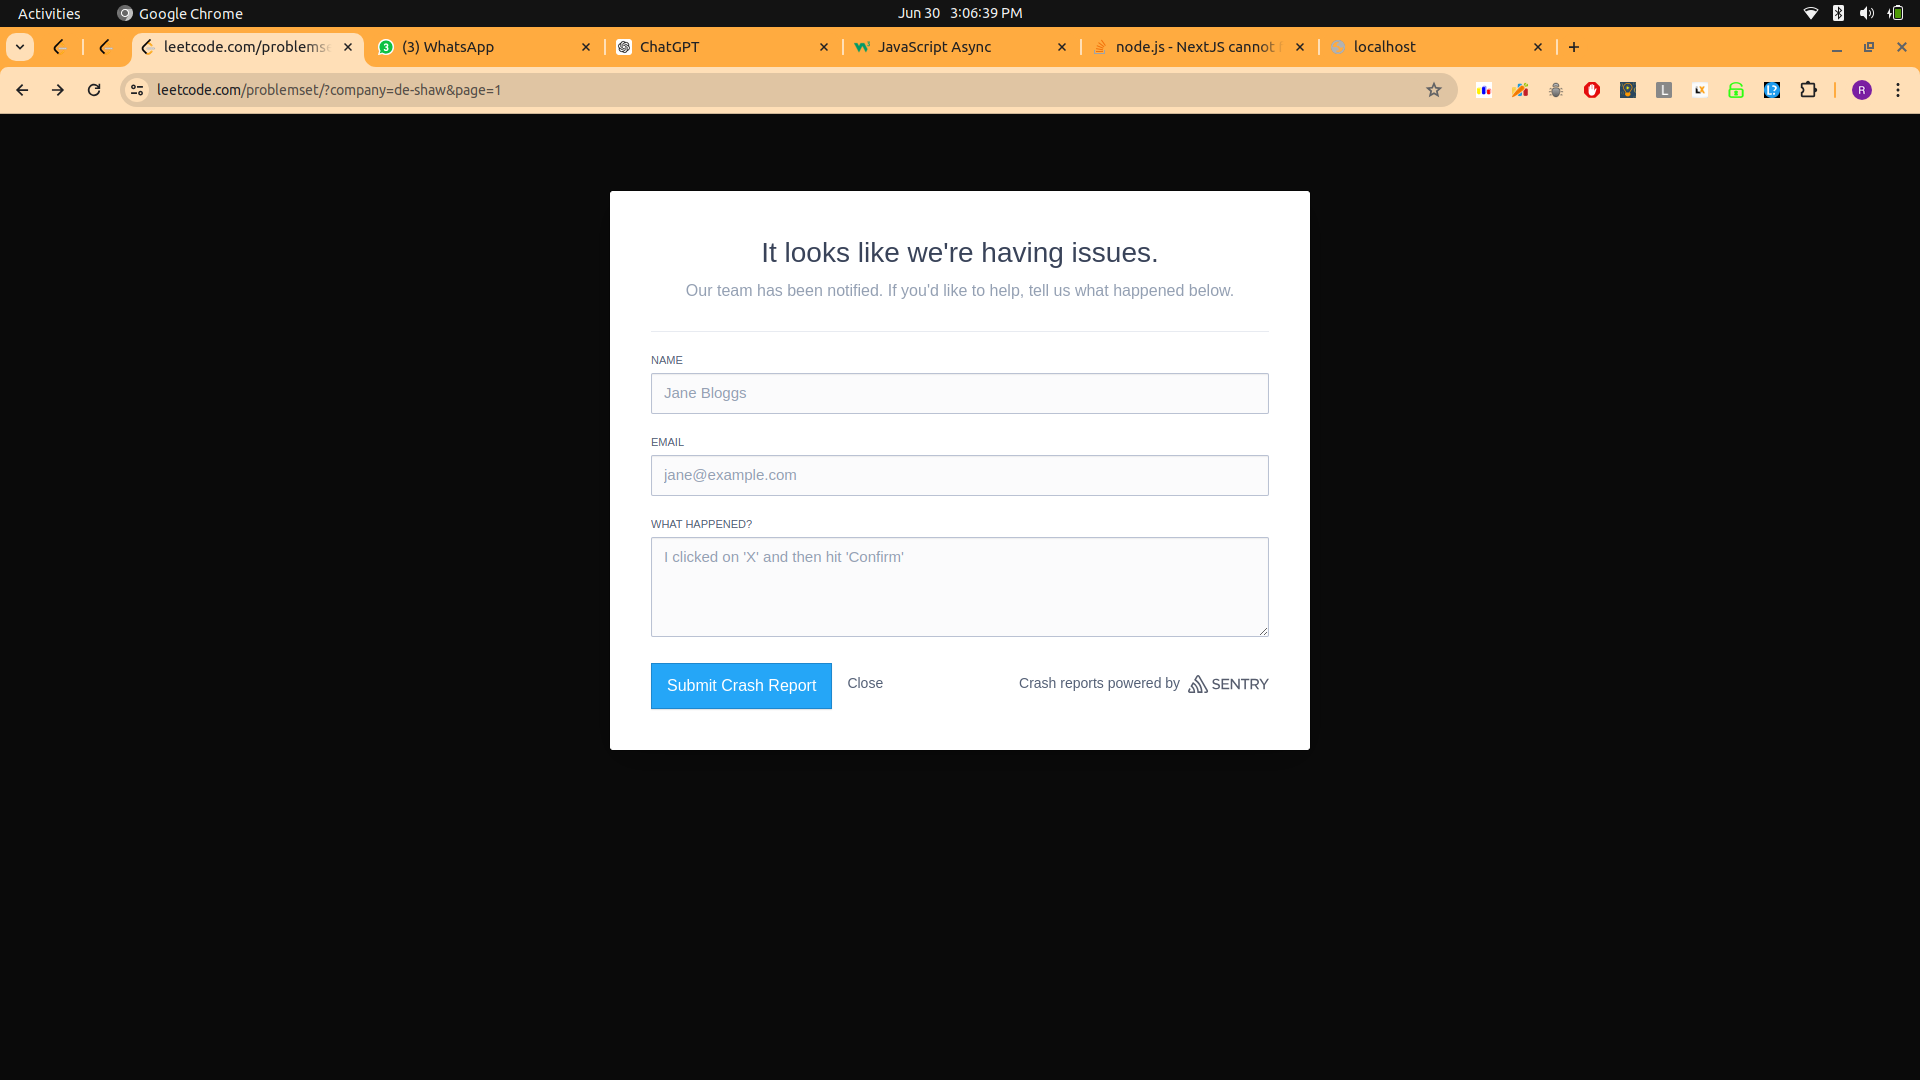 Activities
Google Chrome
Jun 30 3:06:39 PM
leetcode.com/problems
3
(3) WhatsApp
ChatGPT
JavaScript Async
node.js - NextJS cannot
localhost
leetcode.com/problemset/?company=de-shaw&page=1
L
LX
L?
R
It looks like we're having issues.
Our team has been notified. If you'd like to help, tell us what happened below.
NAME
Jane Bloggs
EMAIL
jane@example.com
WHAT HAPPENED?
I clicked on 'X' and then hit 'Confirm'
Submit Crash Report
Close
Crash reports powered by
SENTRY